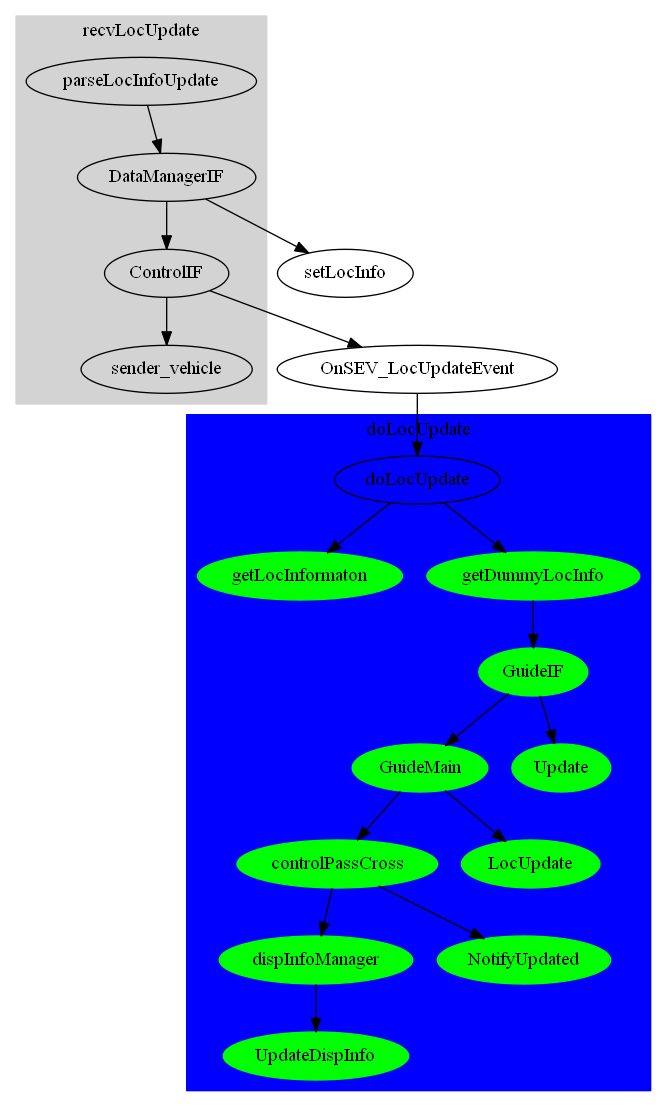 recvLocUpdate
parseLocInfoUpdate
DataManagerIF
ControlIF
setLocInfo
sender_vehicle
OnSEV_LocUpdateEvent
doLocUpdate
doLocUpdate
getLocInformaton
getDummyLocInfo
GuideIF
GuideMain
Update
controlPassCross
LocUpdate
dispInfoManager
NotifyUpdated
UpdateDispInfo